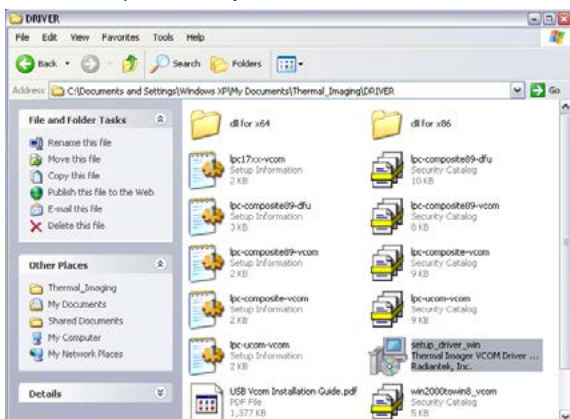 DRIVER
File Edit View Favorites Tools Help
Back Search Folders
Address C:\Documents and Settings\Windows XP\My Documents\Thermal_Imaging\DRIVER Go
File and Folder Tasks
Rename this file
Move this file
Copy this file
Publish this file to the Web
E-mail this file
Delete this file
Other Places
Thermal_Imaging
My Documents
Shared Documents
My Computer
My Network Places
Details
dll for x64
dll for x86
lpc17xx-vcom
Setup Information
2 KB
lpc-composite89-dfu
Security Catalog
10 KB
lpc-composite89-dfu
Setup Information
3 KB
lpc-composite89-vcom
Security Catalog
8 KB
lpc-composite89-vcom
Setup Information
2 KB
lpc-composite-vcom
Security Catalog
9 KB
lpc-composite-vcom
Setup Information
2 KB
lpc-ucom-vcom
Security Catalog
9 KB
lpc-ucom-vcom
Setup Information
2 KB
setup_driver_win
Thermal Imager VCOM Driver ...
Radiantek, Inc.
USB Vcom Installation Guide.pdf
PDF File
1,377 KB
win2000towin8_vcom
Security Catalog
5 KB